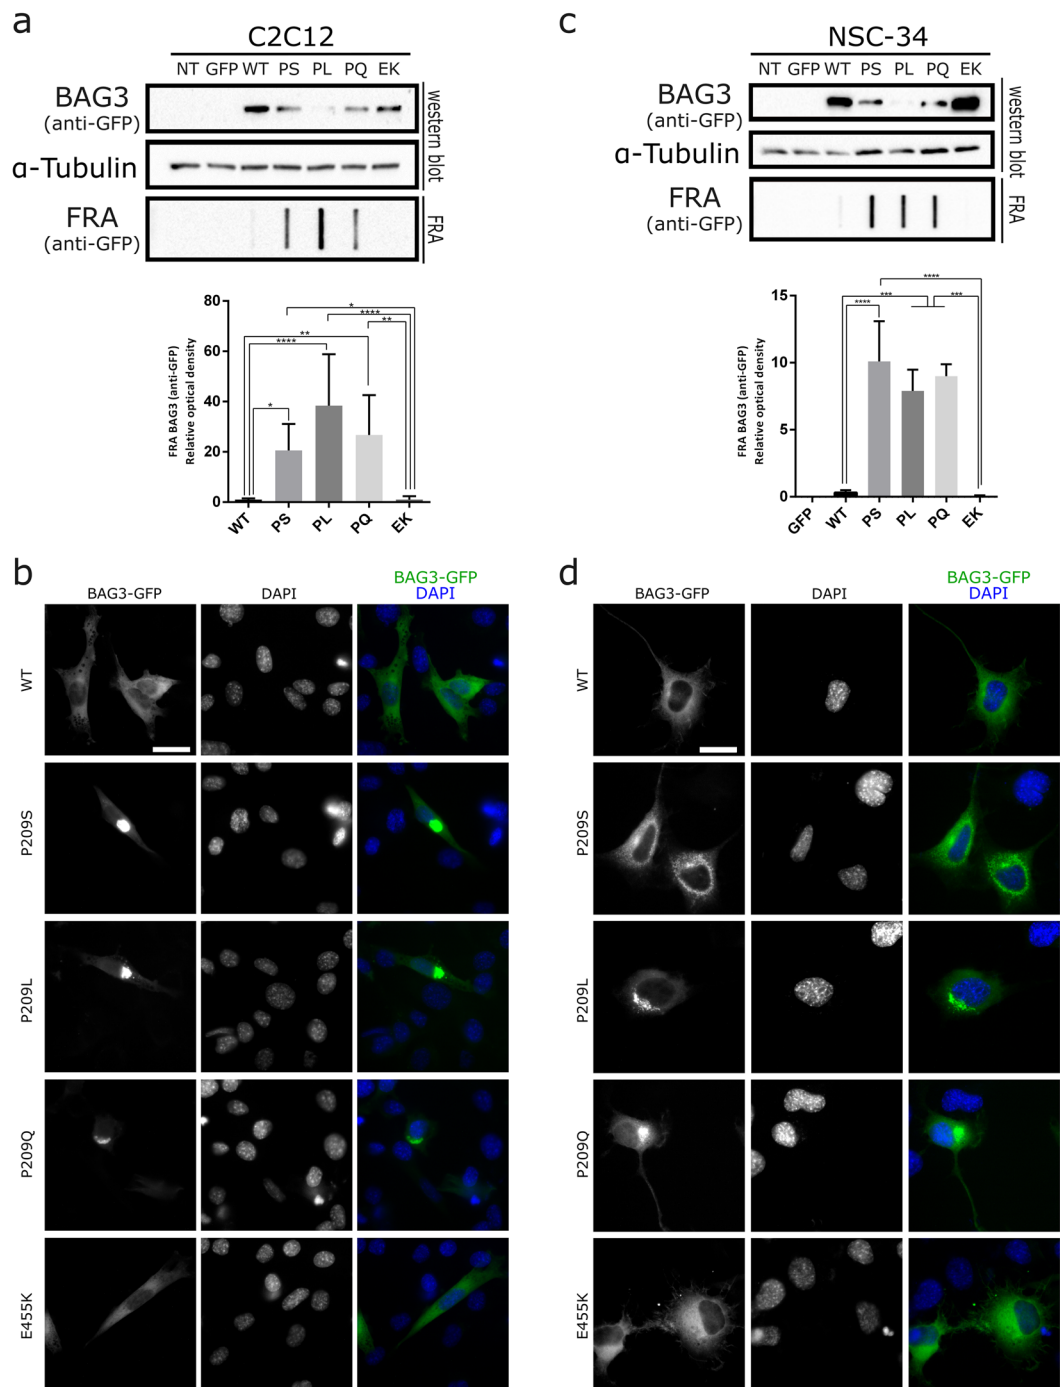 a
C2C12
NT GFP WT PS PL PQ EK
BAG3
(anti-GFP)
α-Tubulin
western blot
FRA
(anti-GFP)
FRA
FRA BAG3 (anti-GFP)
Relative optical density
80
60
40
20
0
*
****
**
**
****
*
WT PS PL PQ EK
c
NSC-34
NT GFP WT PS PL PQ EK
BAG3
(anti-GFP)
α-Tubulin
western blot
FRA
(anti-GFP)
FRA
FRA BAG3 (anti-GFP)
Relative optical density
15
10
5
0
****
***
***
****
GFP WT PS PL PQ EK
b
BAG3-GFP
DAPI
BAG3-GFP
DAPI
WT
P209S
P209L
P209Q
E455K
d
BAG3-GFP
DAPI
BAG3-GFP
DAPI
WT
P209S
P209L
P209Q
E455K